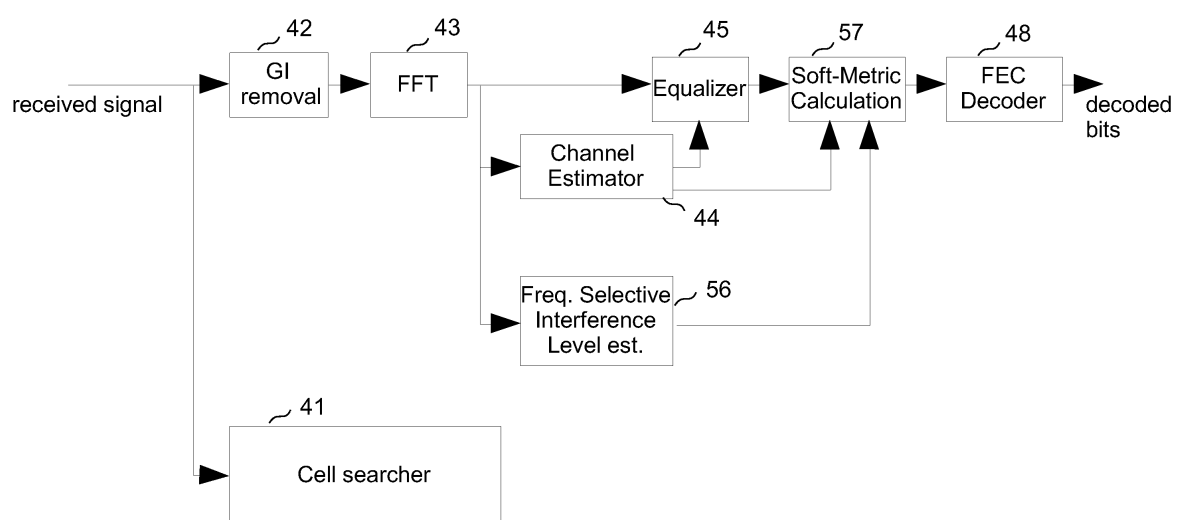 42
43
45
57
48
GI
removal
FFT
Equalizer
Soft-Metric
Calculation
FEC
Decoder
received signal
decoded
bits
Channel
Estimator
44
Freq. Selective
Interference
Level est.
56
41
Cell searcher